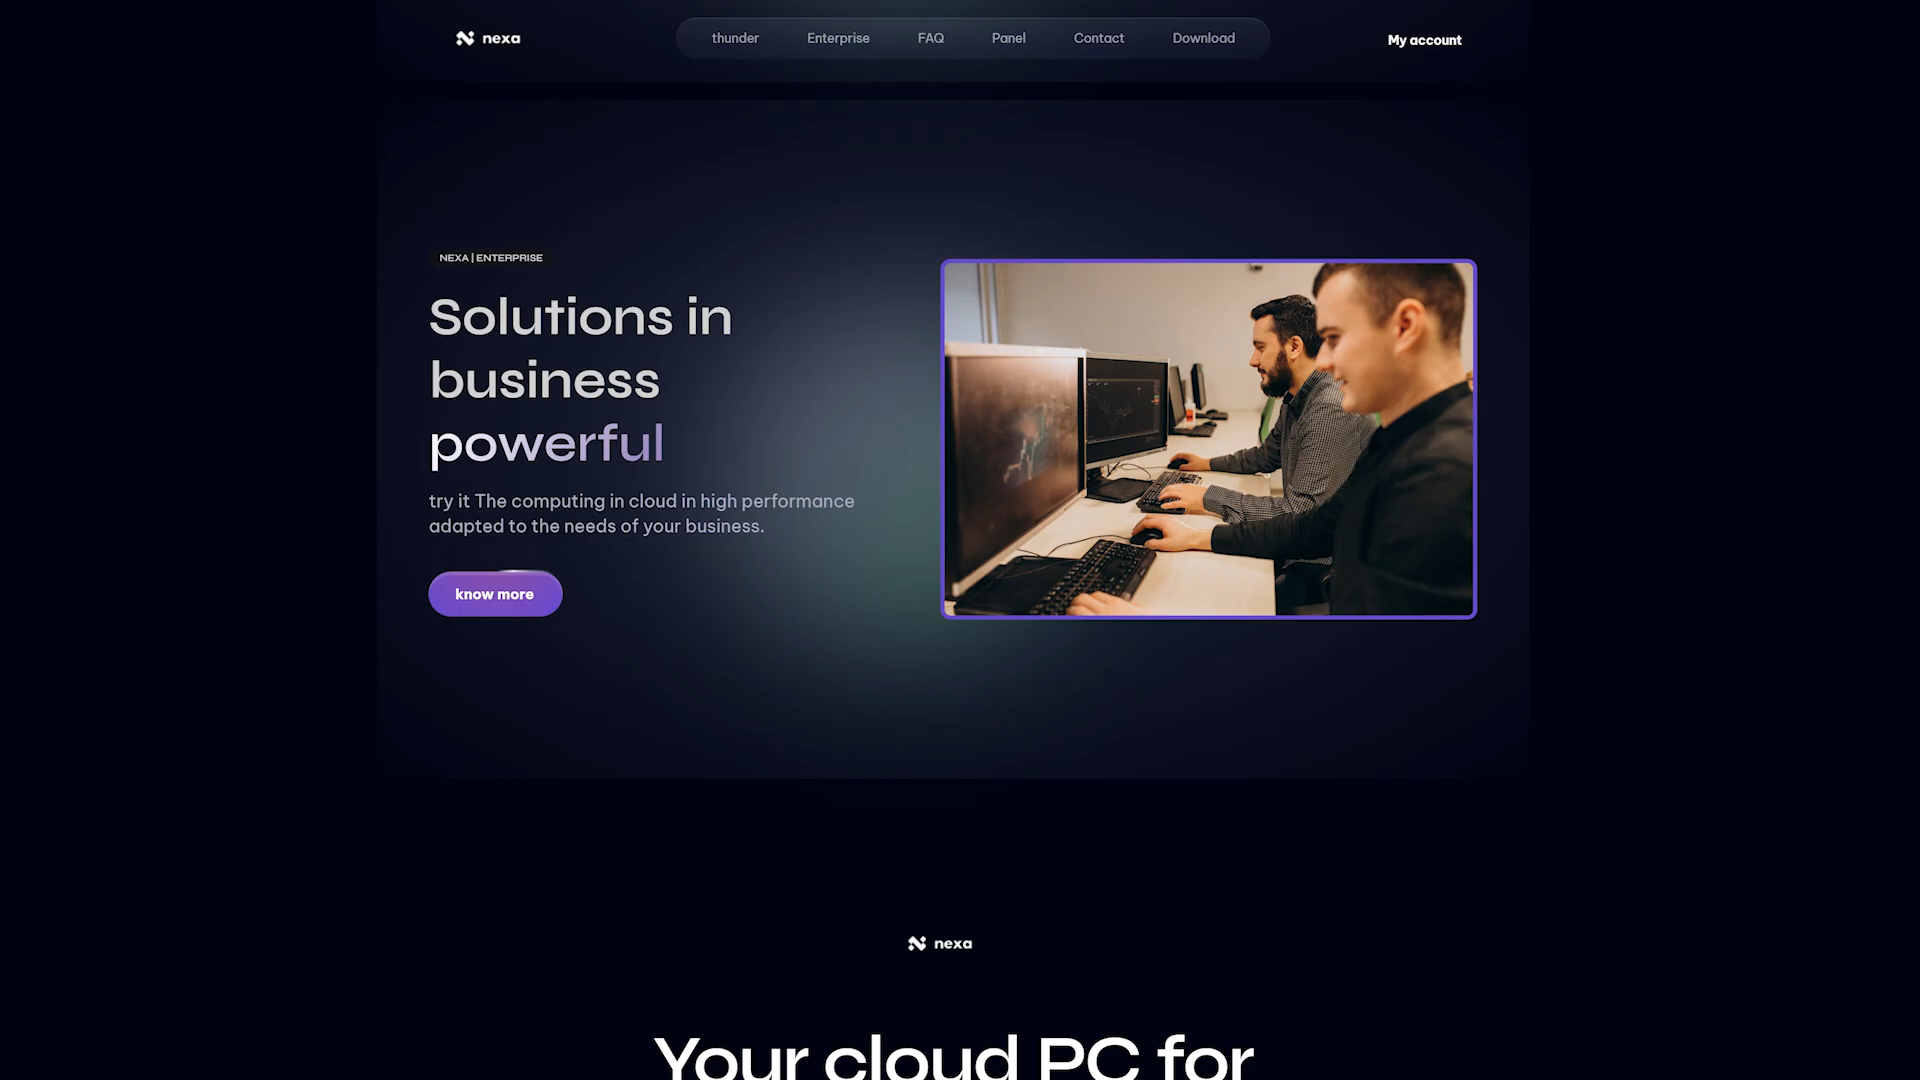 nexa
thunder
Enterprise
FAQ
Panel
Contact
Download
My account
NEXA | ENTERPRISE
Solutions in
business
powerful
try it The computing in cloud in high performance
adapted to the needs of your business.
know more
nexa
Your cloud PC for